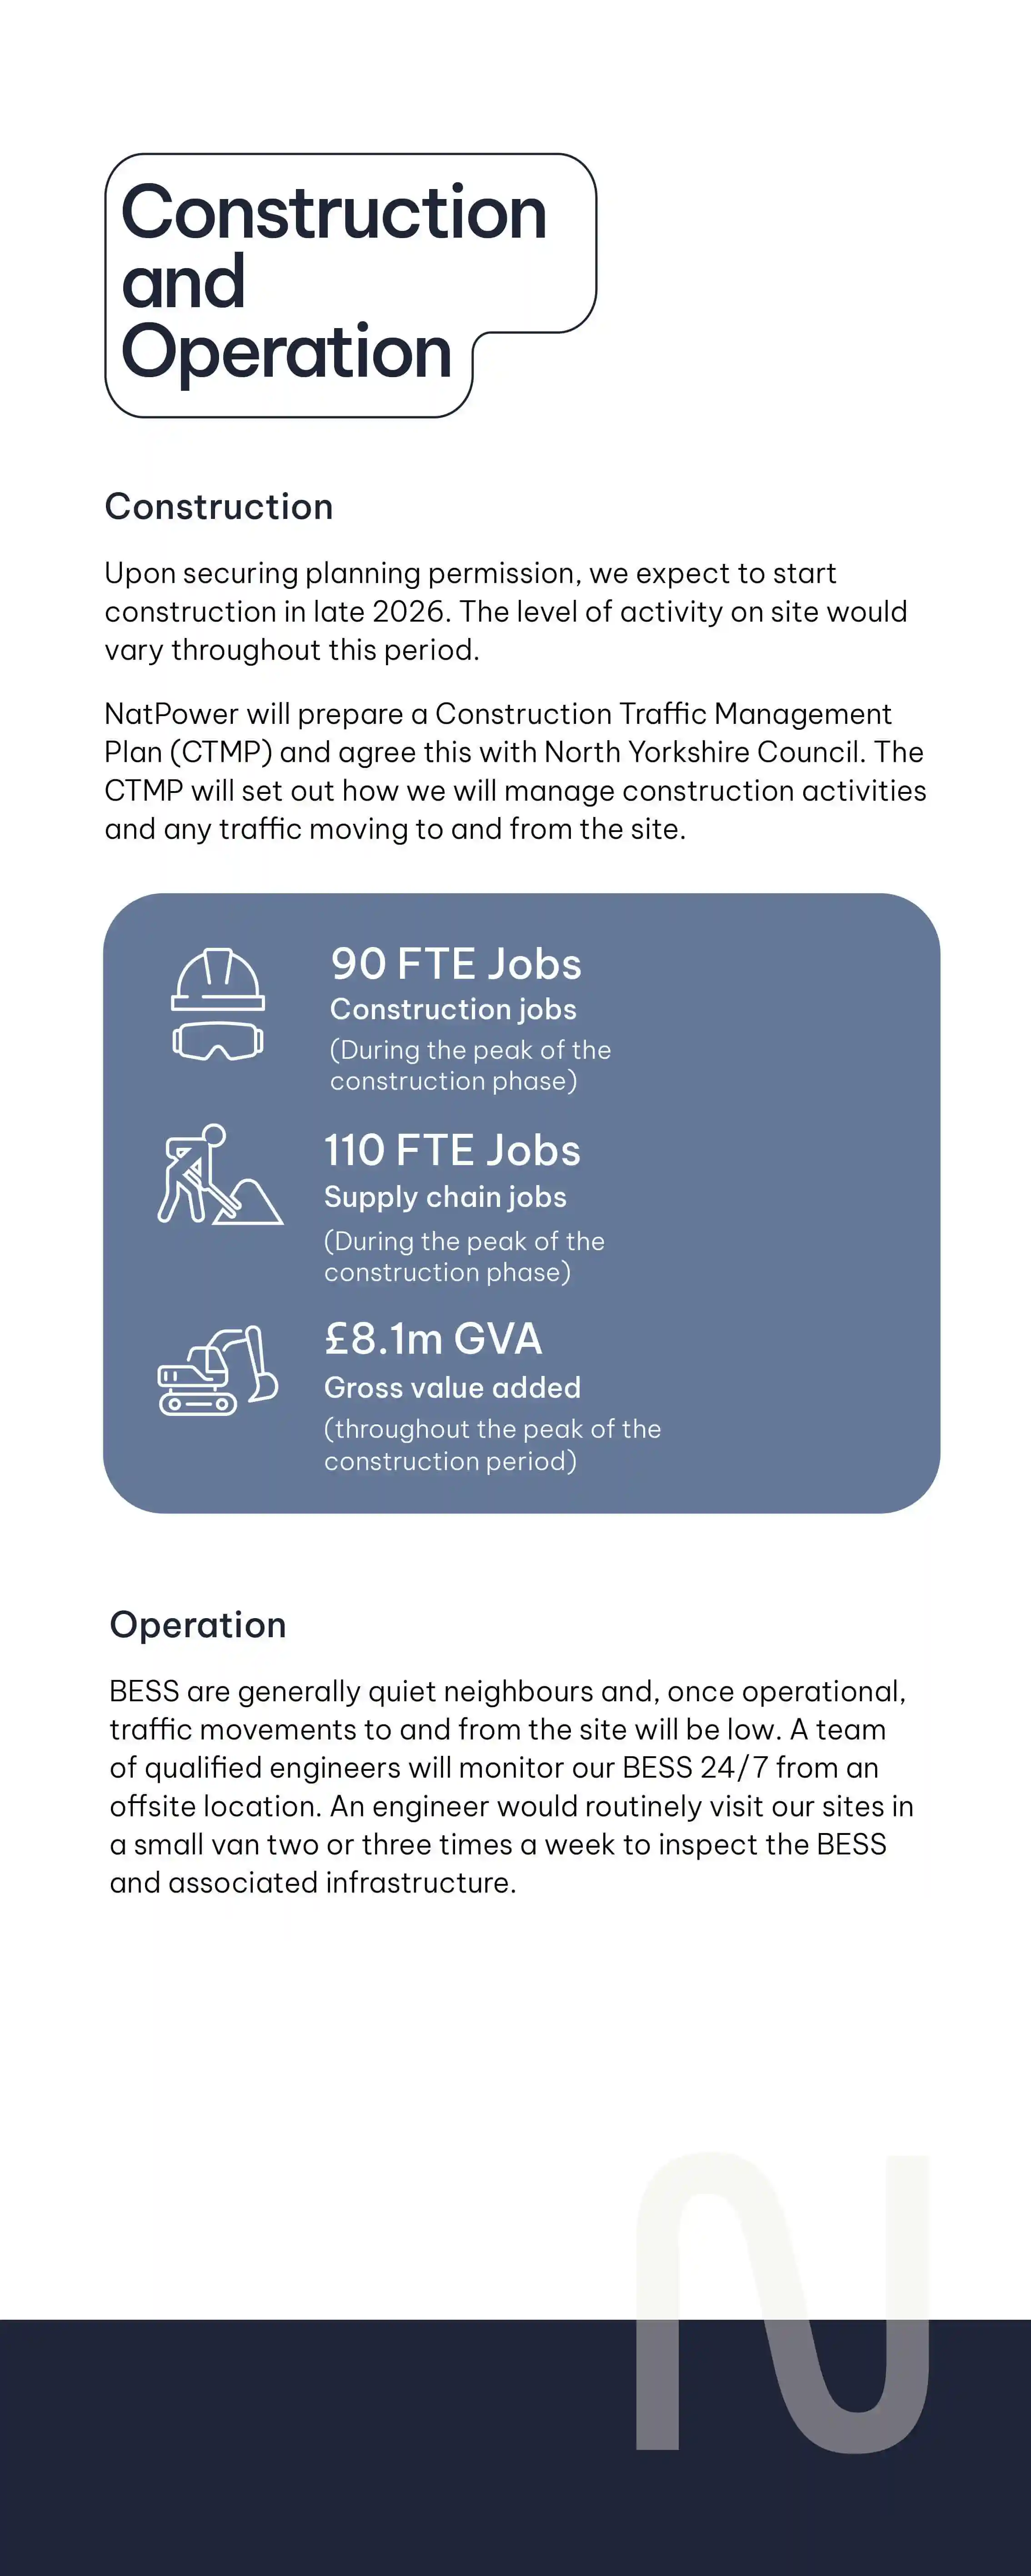 Construction
and
Operation
Construction
Upon securing planning permission, we expect to start
construction in late 2026. The level of activity on site would
vary throughout this period.
NatPower will prepare a Construction Traffic Management
Plan (CTMP) and agree this with North Yorkshire Council. The
CTMP will set out how we will manage construction activities
and any traffic moving to and from the site.
90 FTE Jobs
Construction jobs
(During the peak of the
construction phase)
110 FTE Jobs
Supply chain jobs
(During the peak of the
construction phase)
£8.1m GVA
Gross value added
(throughout the peak of the
construction period)
Operation
BESS are generally quiet neighbours and, once operational,
traffic movements to and from the site will be low. A team
of qualified engineers will monitor our BESS 24/7 from an
offsite location. An engineer would routinely visit our sites in
a small van two or three times a week to inspect the BESS
and associated infrastructure.